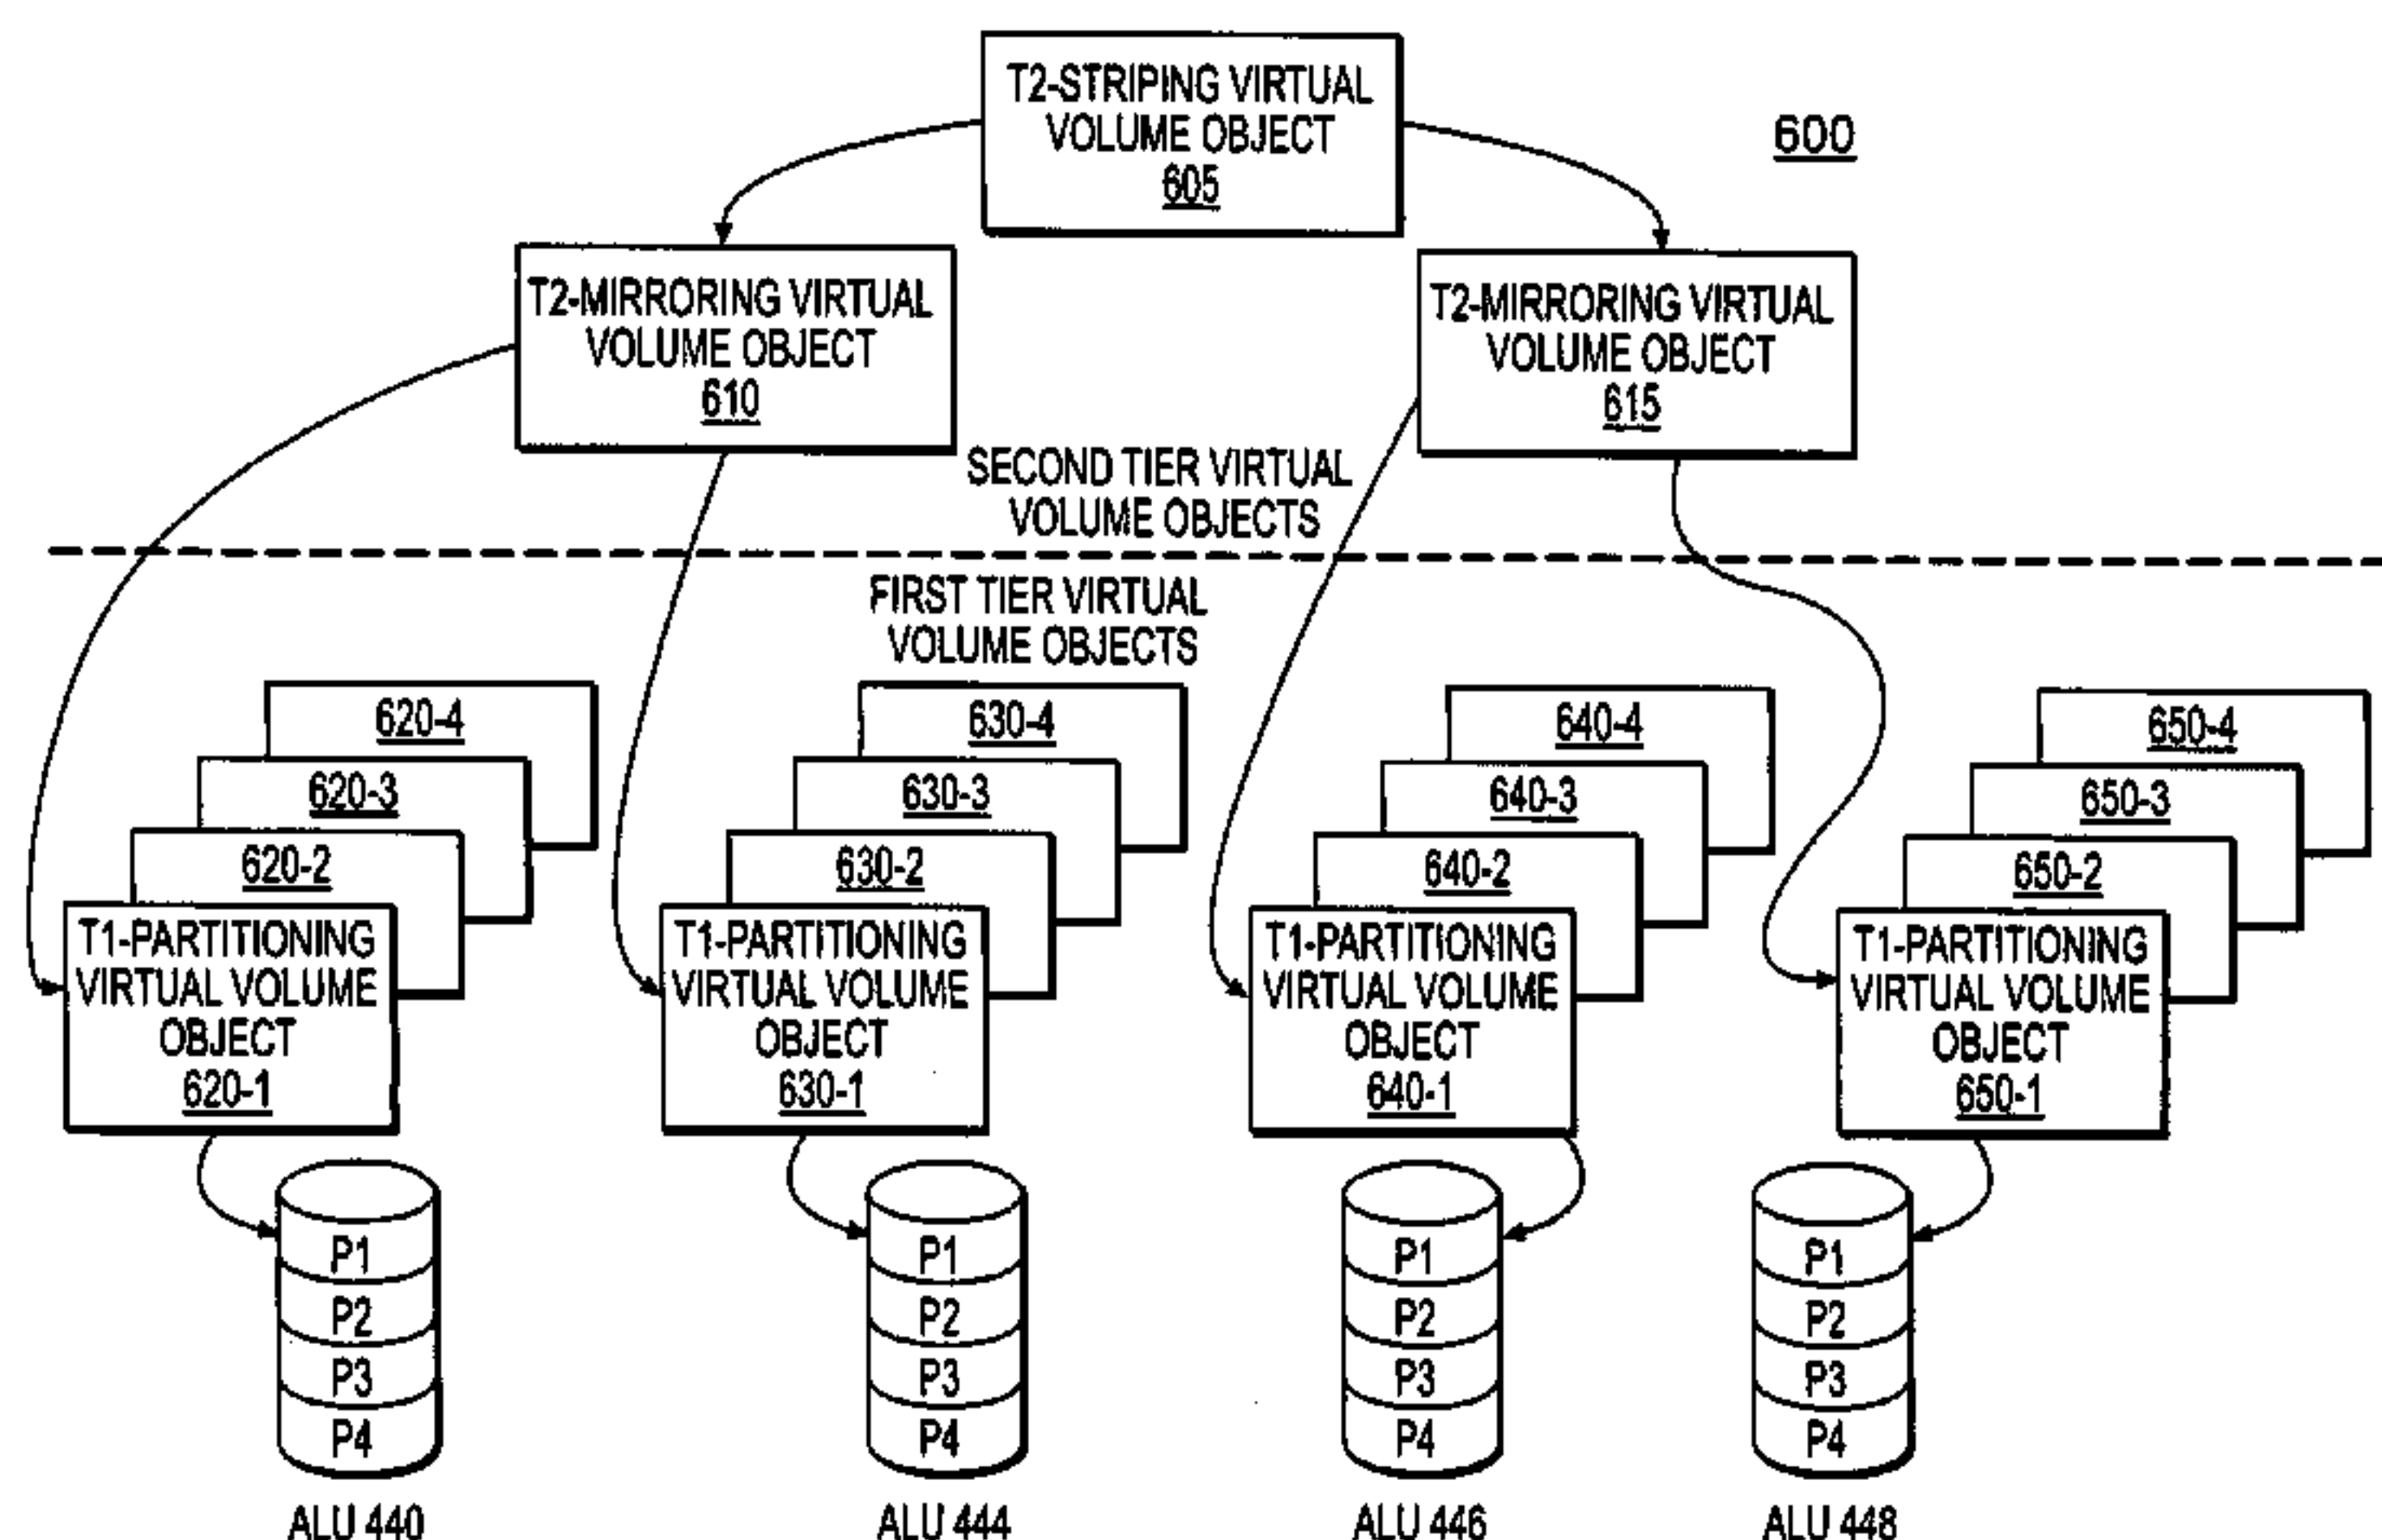 T2-STRIPING VIRTUAL
VOLUME OBJECT
605
600
T2-MIRRORING VIRTUAL
VOLUME OBJECT
610
T2-MIRRORING VIRTUAL
VOLUME OBJECT
615
SECOND TIER VIRTUAL
VOLUME OBJECTS
FIRST TIER VIRTUAL
VOLUME OBJECTS
620-4
620-3
620-2
T1-PARTITIONING
VIRTUAL VOLUME
OBJECT
620-1
630-4
630-3
630-2
T1-PARTITIONING
VIRTUAL VOLUME
OBJECT
630-1
640-4
640-3
640-2
T1-PARTITIONING
VIRTUAL VOLUME
OBJECT
640-1
650-4
650-3
650-2
T1-PARTITIONING
VIRTUAL VOLUME
OBJECT
650-1
P1
P2
P3
P4
ALU 440
P1
P2
P3
P4
ALU 444
P1
P2
P3
P4
ALU 446
P1
P2
P3
P4
ALU 448